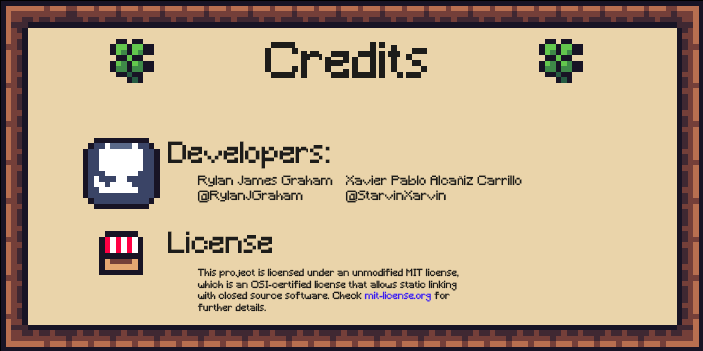 Credits
Developers:
Rylan James Graham Xavier Pablo Alcañiz Carrillo
@RylanJGraham @StarvinXarvin
License
This project is licensed under an unmodified MIT license,
which is an OSI-certified license that allows static linking
with closed source software. Check mit-license.org for
further details.